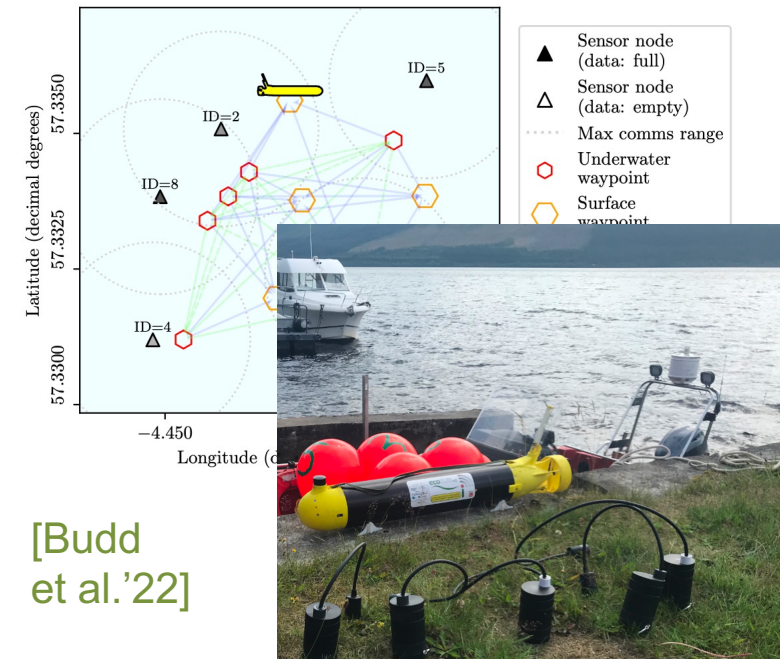 57.3350
57.3325
57.3300
Latitude (decimal degrees)
ID=5
ID=2
ID=8
ID=4
−4.450
Longitude (d
Sensor node
(data: full)
Sensor node
(data: empty)
Max comms range
Underwater
waypoint
Surface
waypoint
eco
[Budd
et al.’22]